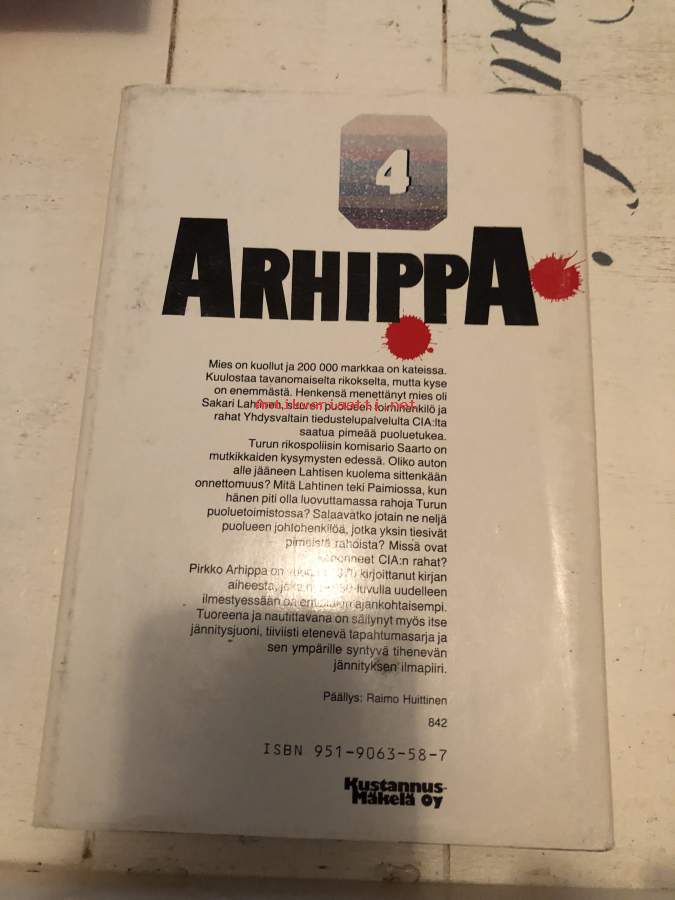 4
ARHIPPA
Mies on kuollut ja 200 000 markkaa on kateissa.
Kuulostaa tavanomaiselta rikokselta, mutta kyse
on enemmästä. Henkensä menettänyt mies oli
Sakari Lahtinen, puolueen toimihenkilö ja
Antikvariaatti.net
rahat Yhdysvaltain tiedustelupalvelulta CIA:lta
saatua pimeää puoluetukea.
Turun rikospoliisin komisario Saarto on
mutkikkaiden kysymysten edessä. Oliko auton
alle jääneen Lahtisen kuolema sittenkään
onnettomuus? Mitä Lahtinen teki Paimiossa, kun
hänen piti olla luovuttamassa rahoja Turun
puoluetoimistossa? Salaavatko jotain ne neljä
puolueen johtohenkilöä, jotka yksin tiesivät
pimeistä rahoista? Missä ovat
kadonneet CIA:n rahat?
Pirkko Arhippa on kirjoittanut kirjan
aiheesta, uudelleen
ilmestyessään on ajankohtaisempi.
Tuoreena ja nautittavana on säilynyt myös itse
jännitysjuoni, tiiviisti etenevä tapahtumasarja ja
sen ympärille syntyvä tihenevän
jännityksen ilmapiiri.
Päällys: Raimo Huittinen
842
ISBN 951-9063-58-7
Kustannus-
Mäkelä Oy